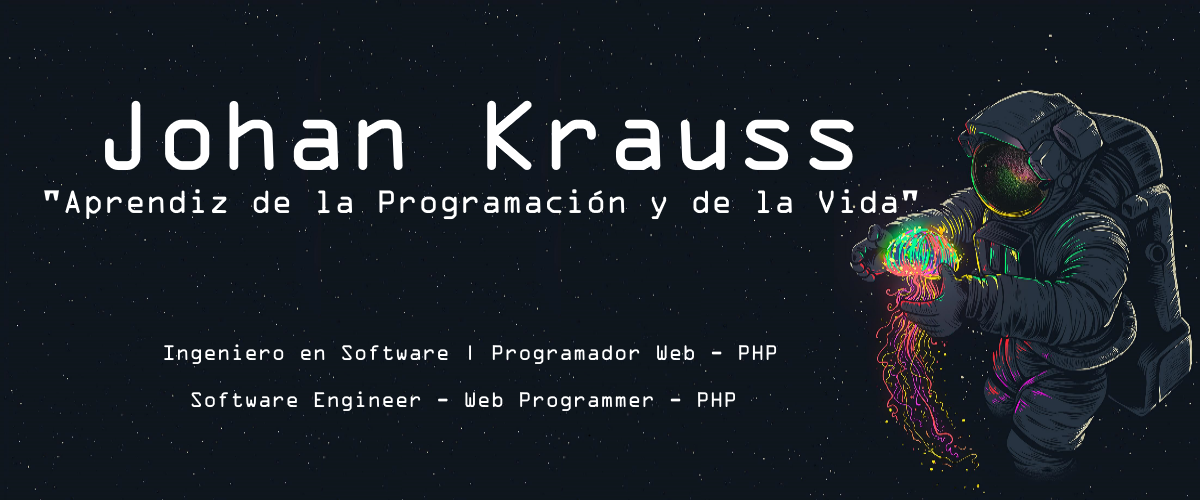 Johan Krauss
"Aprendiz de la Programación y de la Vida"
Ingeniero en Software | Programador Web - PHP
Software Engineer - Web Programmer - PHP